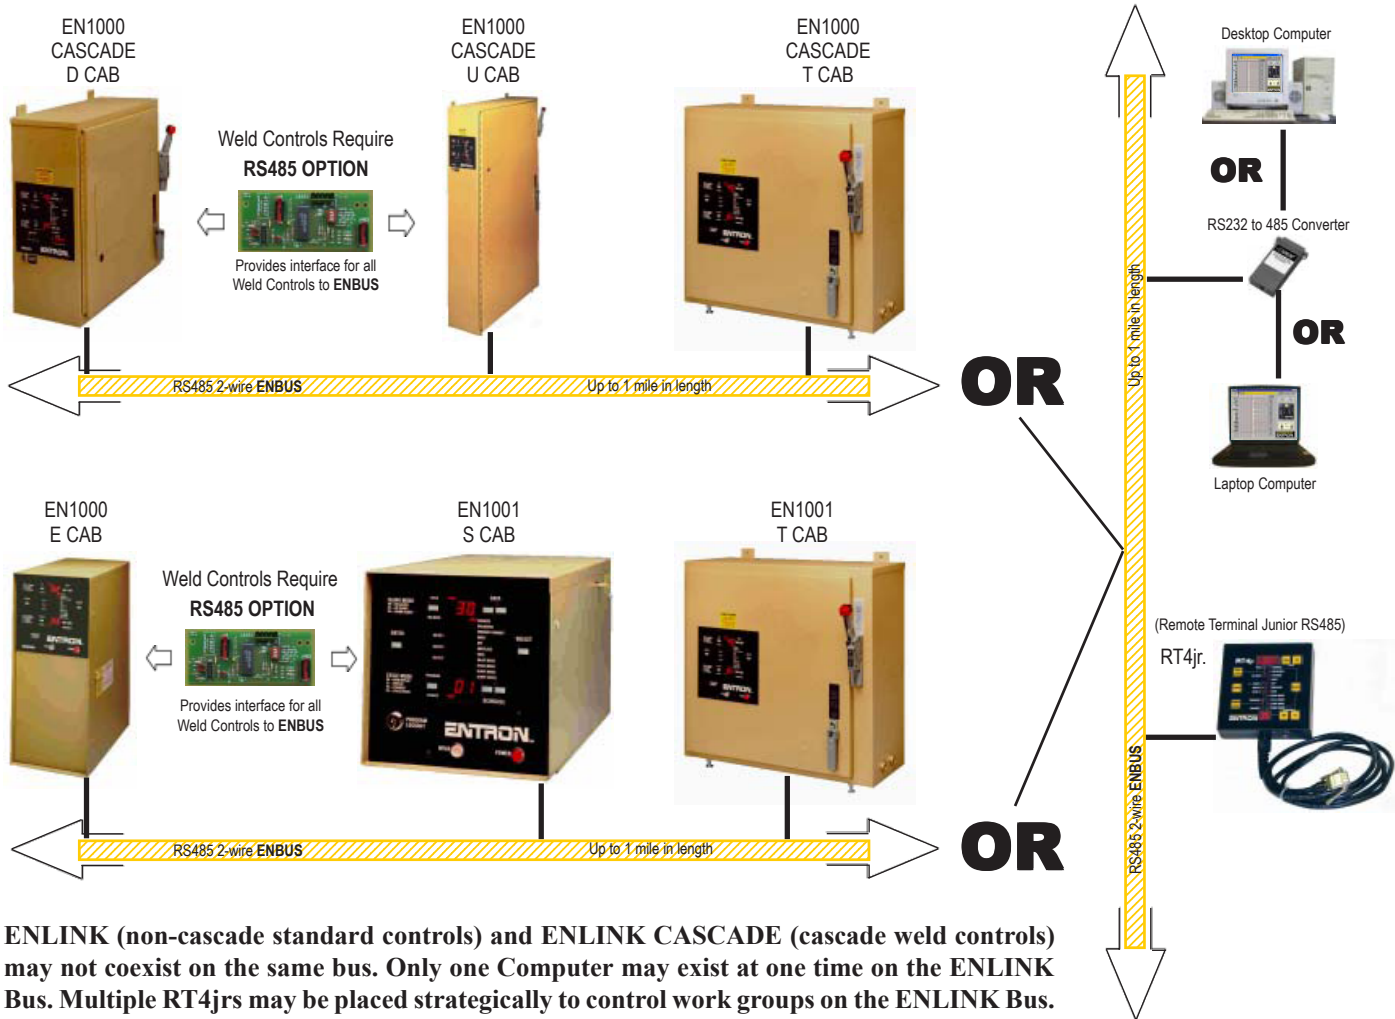 EN1000
CASCADE
D CAB
EN1000
CASCADE
U CAB
EN1000
CASCADE
T CAB
Weld Controls Require
RS485 OPTION
Provides interface for all
Weld Controls to ENBUS
RS485 2-wire ENBUS
Up to 1 mile in length
OR
Desktop Computer
OR
RS232 to 485 Converter
OR
Laptop Computer
Up to 1 mile in length
EN1000
E CAB
EN1001
S CAB
EN1001
T CAB
Weld Controls Require
RS485 OPTION
Provides interface for all
Weld Controls to ENBUS
30
01
ENTRON
RS485 2-wire ENBUS
Up to 1 mile in length
OR
(Remote Terminal Junior RS485)
RT4jr.
RT4jr
ENTRON
RS485 2-wire ENBUS
ENLINK (non-cascade standard controls) and ENLINK CASCADE (cascade weld controls)
may not coexist on the same bus. Only one Computer may exist at one time on the ENLINK
Bus. Multiple RT4jrs may be placed strategically to control work groups on the ENLINK Bus.